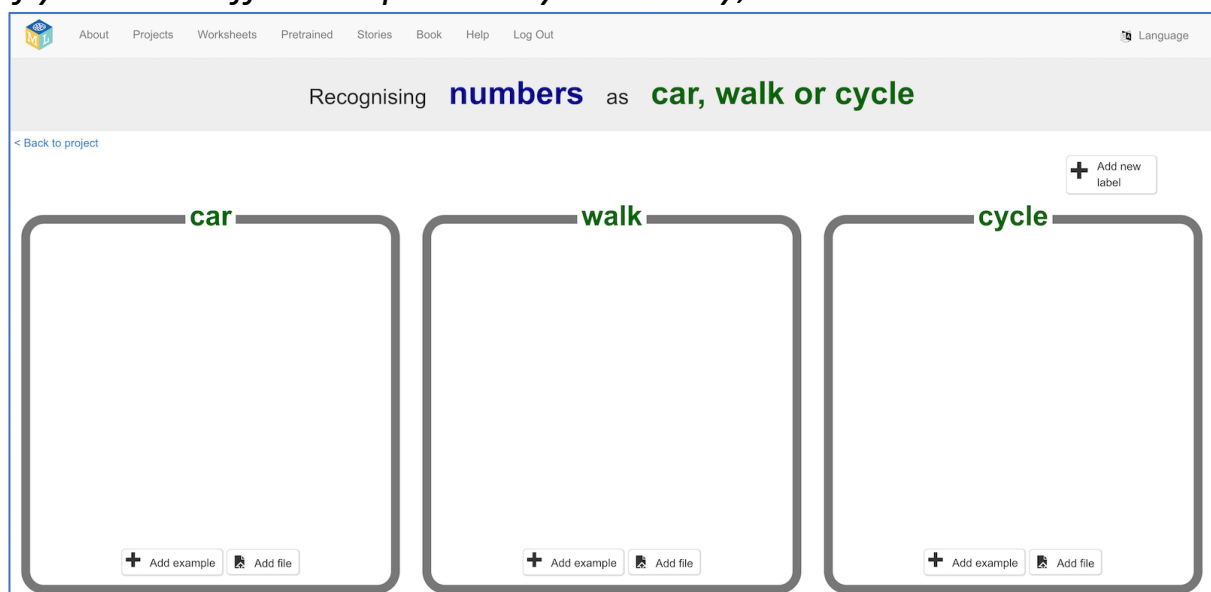 ML
About Projects Worksheets Pretrained Stories Book Help Log Out Language
Recognising numbers as car, walk or cycle
< Back to project
Add new
label
car walk cycle
Add example Add file Add example Add file Add example Add file